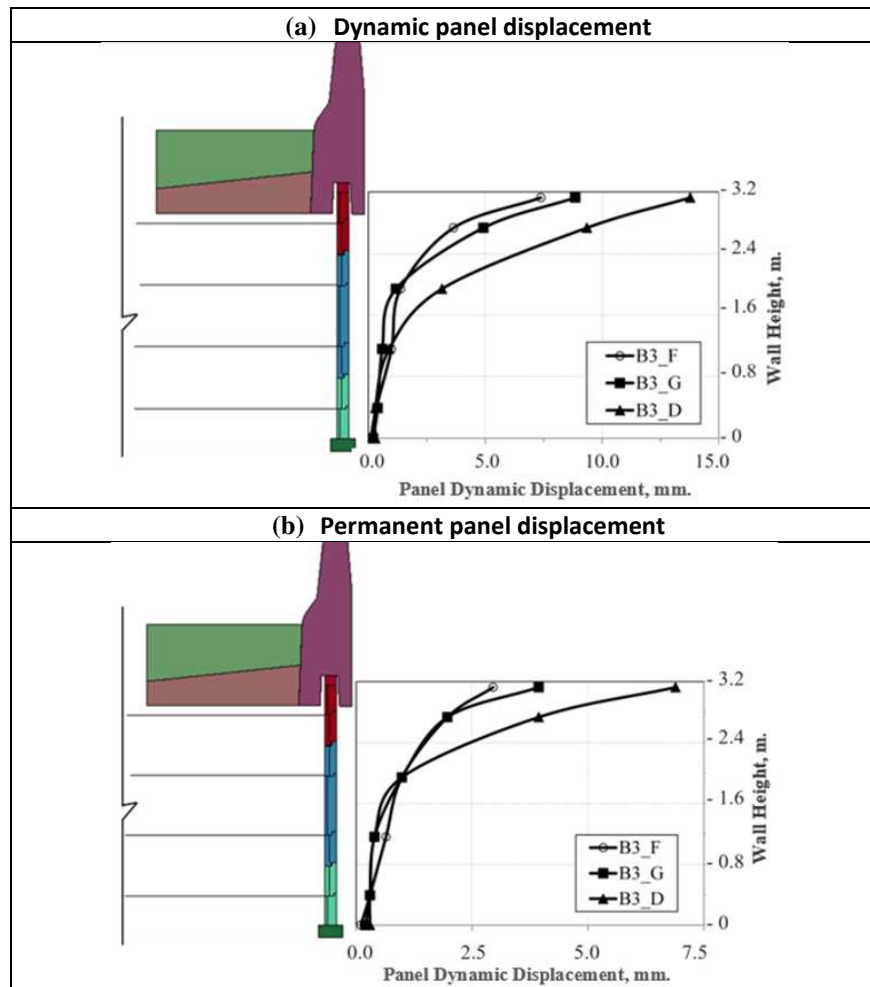 (a) Dynamic panel displacement
- 3.2
- 2.4
- 1.6
- 0.8
- 0
Wall Height, m.
B3_F
B3_G
B3_D
0.0 5.0 10.0 15.0
Panel Dynamic Displacement, mm.
(b) Permanent panel displacement
- 3.2
- 2.4
- 1.6
- 0.8
- 0
Wall Height, m.
B3_F
B3_G
B3_D
0.0 2.5 5.0 7.5
Panel Dynamic Displacement, mm.